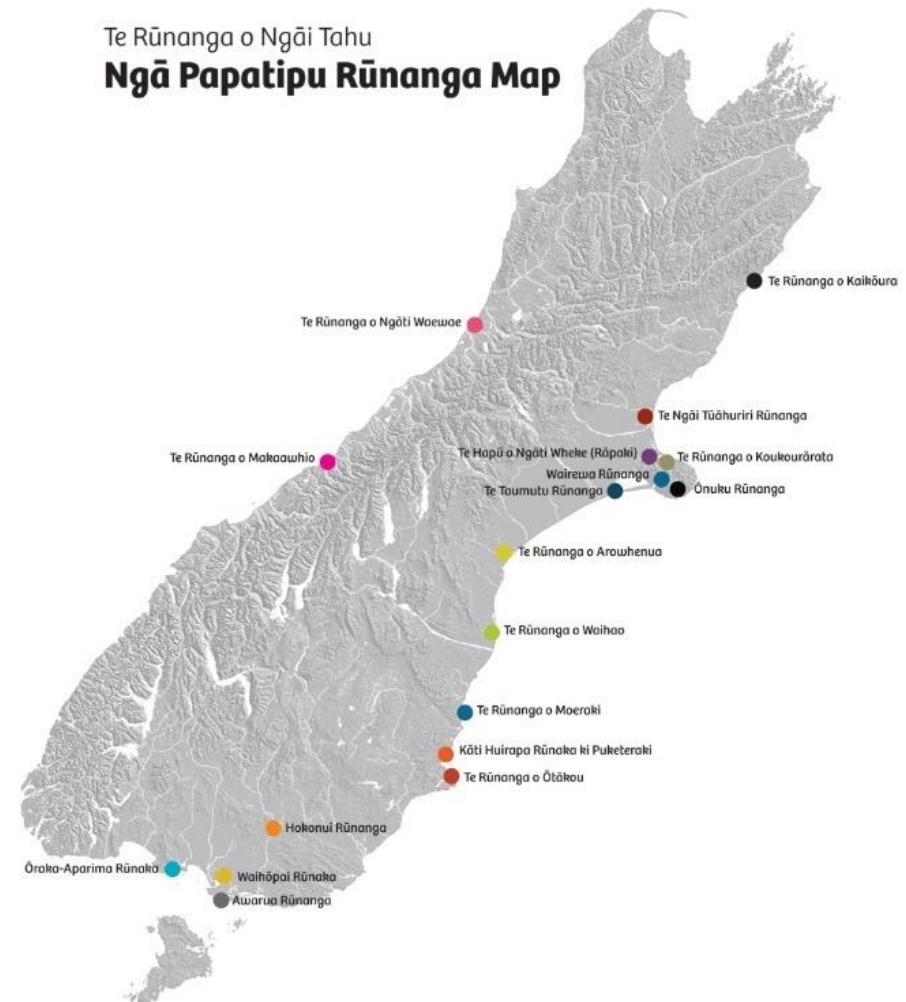 Te Rūnanga o Ngāi Tahu
Ngā Papatipu Rūnanga Map
Te Rūnanga o Kaikōura
Te Rūnanga o Ngāti Waewae
Te Ngāi Tūāhuriri Rūnanga
Te Hapū o Ngāti Wheke (Rāpaki)
Te Rūnanga o Koukourārata
Te Rūnanga o Makaawhio
Wairewa Rūnanga
Te Taumutu Rūnanga
Ōnuku Rūnanga
Te Rūnanga o Arowhenua
Te Rūnanga o Waihao
Te Rūnanga o Moeraki
Kāti Huirapa Rūnaka ki Puketeraki
Te Rūnanga o Ōtākou
Hokonui Rūnanga
Ōraka-Aparima Rūnaka
Waihōpai Rūnaka
Awarua Rūnanga